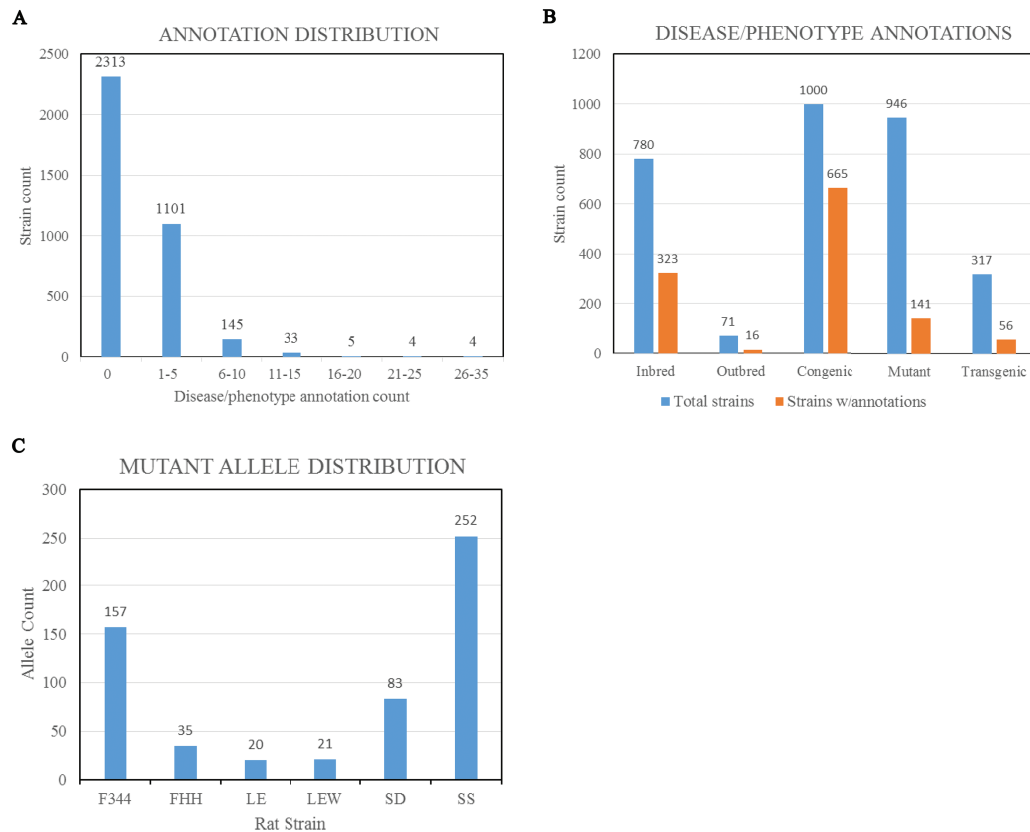 A
ANNOTATION DISTRIBUTION
2500
2000
1500
1000
500
0
Strain count
2313
1101
145
33
5
4
4
0
1-5
6-10
11-15
16-20
21-25
26-35
Disease/phenotype annotation count
B
DISEASE/PHENOTYPE ANNOTATIONS
1200
1000
800
600
400
200
0
Strain count
780
323
71
16
1000
665
946
141
317
56
Inbred
Outbred
Congenic
Mutant
Transgenic
Total strains
Strains w/annotations
C
MUTANT ALLELE DISTRIBUTION
300
250
200
150
100
50
0
Allele Count
157
35
20
21
83
252
F344
FHH
LE
LEW
SD
SS
Rat Strain